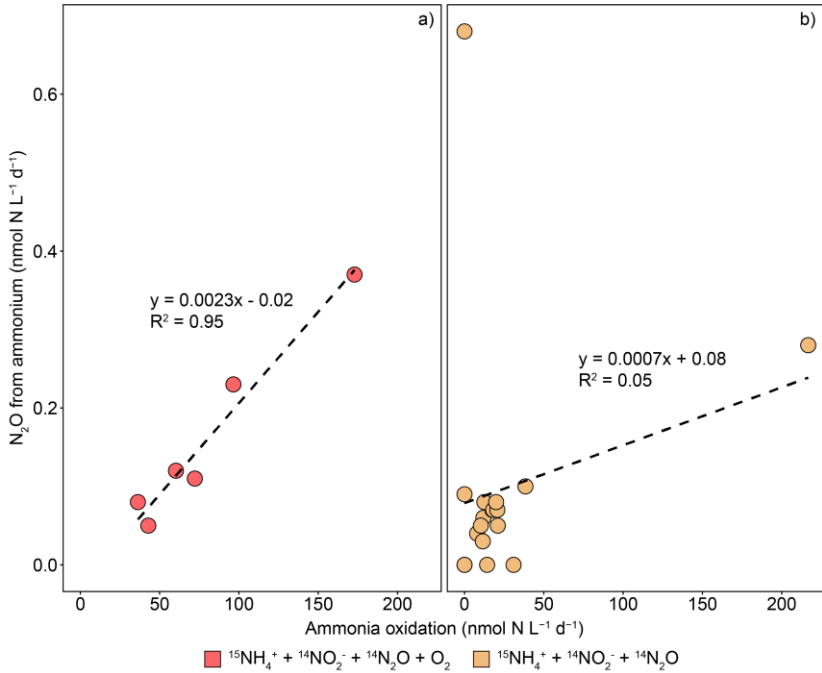 a)
b)
N₂O from ammonium (nmol N L⁻¹ d⁻¹)
0.6
0.4
0.2
0.0
y = 0.0023x - 0.02
R² = 0.95
y = 0.0007x + 0.08
R² = 0.05
0 50 100 150 200
0 50 100 150 200
Ammonia oxidation (nmol N L⁻¹ d⁻¹)
¹⁵NH₄⁺ + ¹⁴NO₂⁻ + ¹⁴N₂O + O₂
¹⁵NH₄⁺ + ¹⁴NO₂⁻ + ¹⁴N₂O